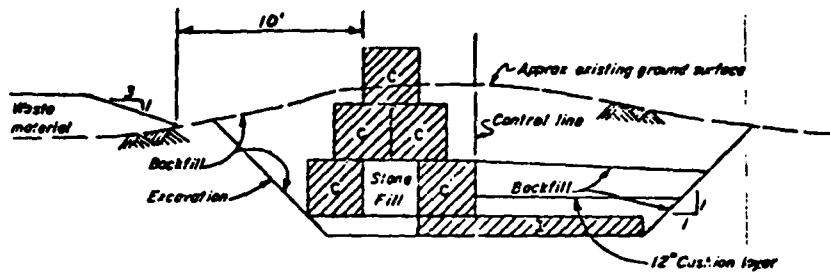 10'
3
1
Waste
material
C
Approx existing ground surface
C C
Control line
Backfill
Excavation
C
Stone
Fill
C
Backfill
1
1
12" Cushion layer